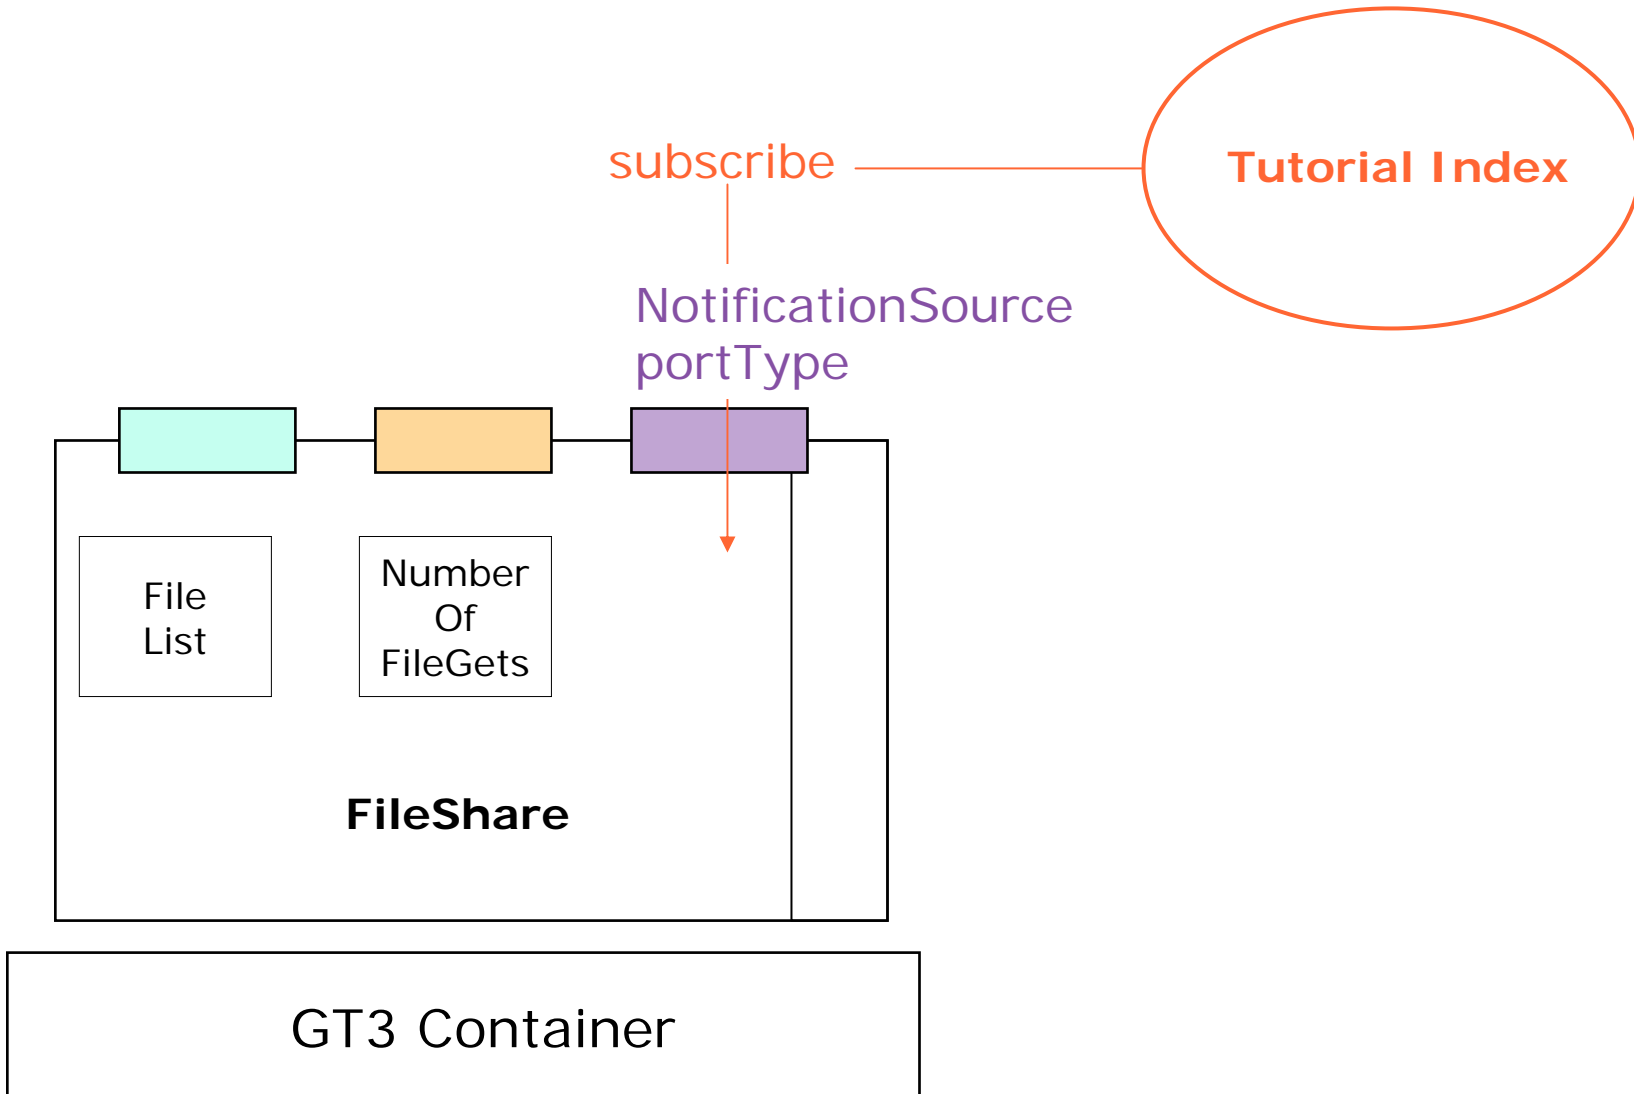 subscribe
Tutorial Index
NotificationSource
portType
File
List
Number
Of
FileGets
FileShare
GT3 Container